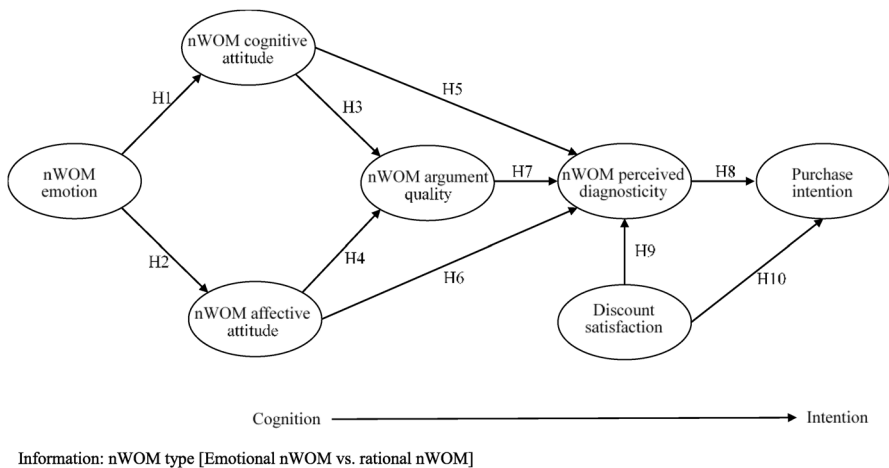 nWOM cognitive
attitude
H1
H3
H5
nWOM
emotion
nWOM argument
quality
H7
nWOM perceived
diagnosticity
H8
Purchase
intention
H2
H4
H6
H9
H10
nWOM affective
attitude
Discount
satisfaction
Cognition
Intention
Information: nWOM type [Emotional nWOM vs. rational nWOM]